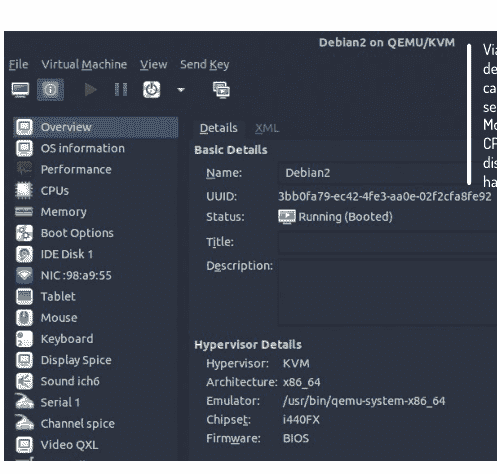 Debian2 on QEMU/KVM
File Virtual Machine View Send Key
Overview
OS information
Performance
CPUs
Memory
Boot Options
IDE Disk 1
NIC :98:a9:55
Tablet
Mouse
Keyboard
Display Spice
Sound ich6
Serial 1
Channel spice
Video QXL
Details XML
Basic Details
Name: Debian2
UUID: 3bb0fa79-ec42-4fe3-aa0e-02f2cfa8fe92
Status: Running (Booted)
Title:
Description:
Hypervisor Details
Hypervisor: KVM
Architecture: x86_64
Emulator: /usr/bin/qemu-system-x86_64
Chipset: i440FX
Firmware: BIOS
Via
de
ca
se
Mo
CP
dis
ha